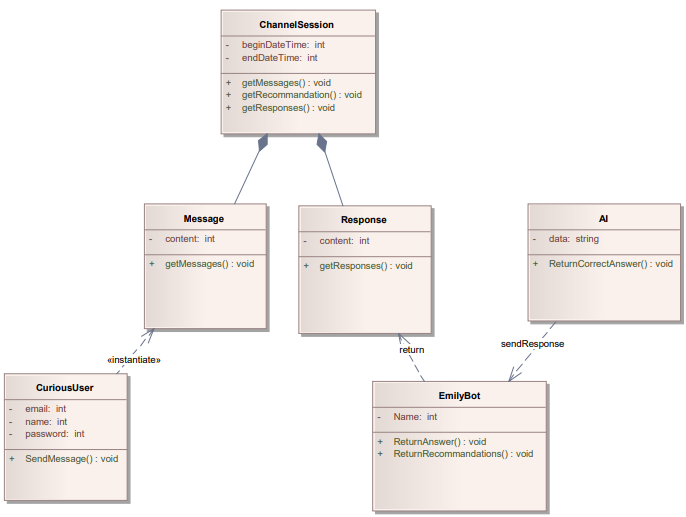 ChannelSession
- beginDateTime: int
- endDateTime: int
+ getMessages() : void
+ getRecommandation() : void
+ getResponses() : void
Message
- content: int
+ getMessages() : void
Response
- content: int
+ getResponses() : void
AI
- data: string
+ ReturnCorrectAnswer() : void
«instantiate»
return
sendResponse
CuriousUser
- email: int
- name: int
- password: int
+ SendMessage() : void
EmilyBot
- Name: int
+ ReturnAnswer() : void
+ ReturnRecommandations() : void